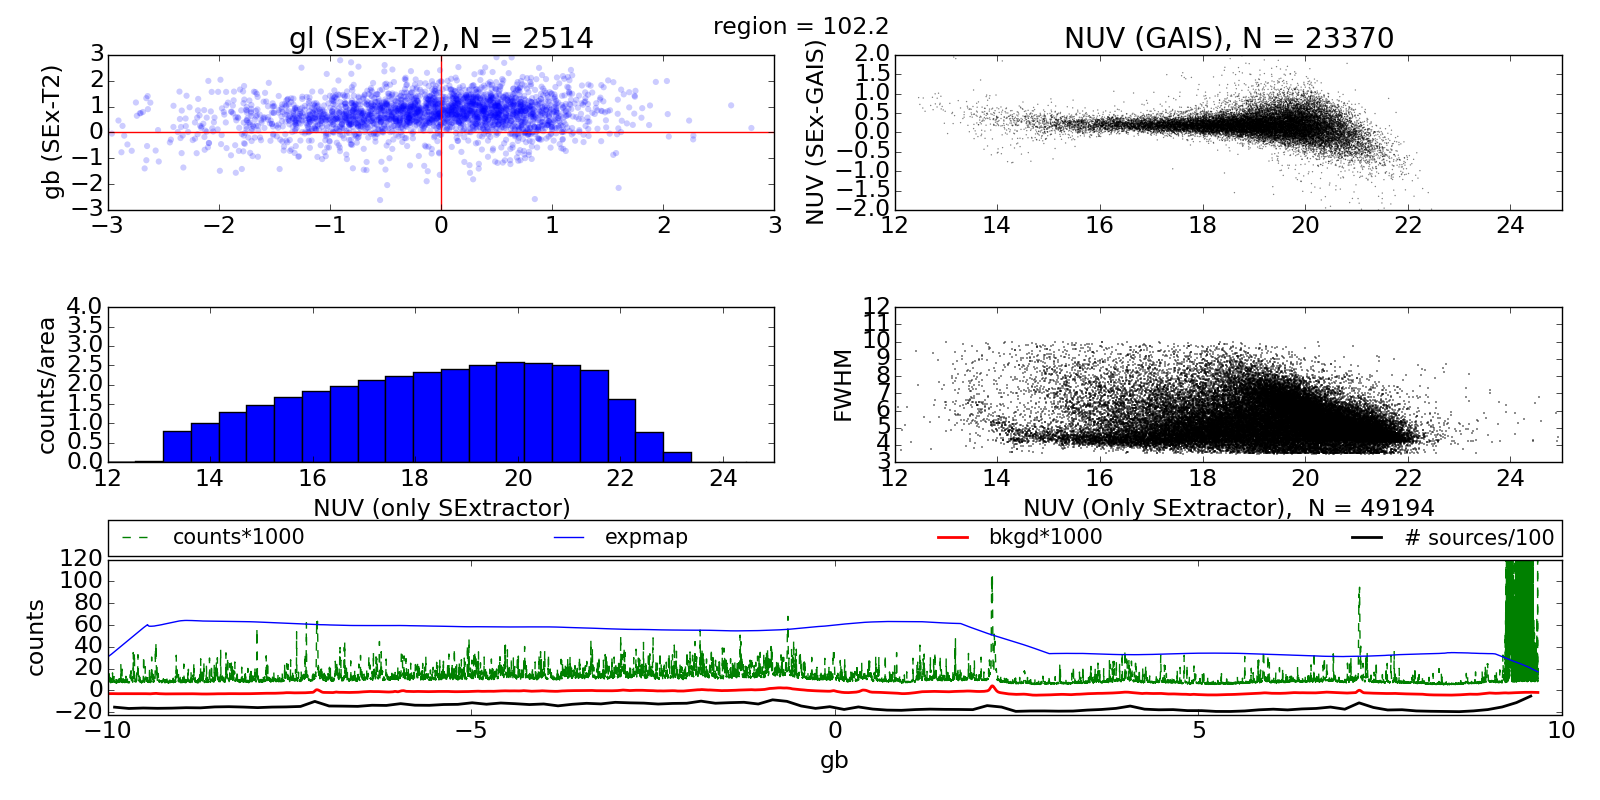 region = 102.2
gl (SEx-T2), N = 2514
gb (SEx-T2)
3
2
1
0
−1
−2
−3
−3 −2 −1 0 1 2 3
NUV (GAIS), N = 23370
NUV (SEx-GAIS)
2.0
1.5
1.0
0.5
0.0
−0.5
−1.0
−1.5
−2.0
12 14 16 18 20 22 24
counts/area
4.0
3.5
3.0
2.5
2.0
1.5
1.0
0.5
0.0
12 14 16 18 20 22 24
NUV (only SExtractor)
FWHM
12
11
10
9
8
7
6
5
4
3
12 14 16 18 20 22 24
NUV (Only SExtractor), N = 49194
counts*1000 expmap bkgd*1000 # sources/100
counts
120
100
80
60
40
20
0
−20
−10 −5 0 5 10
gb